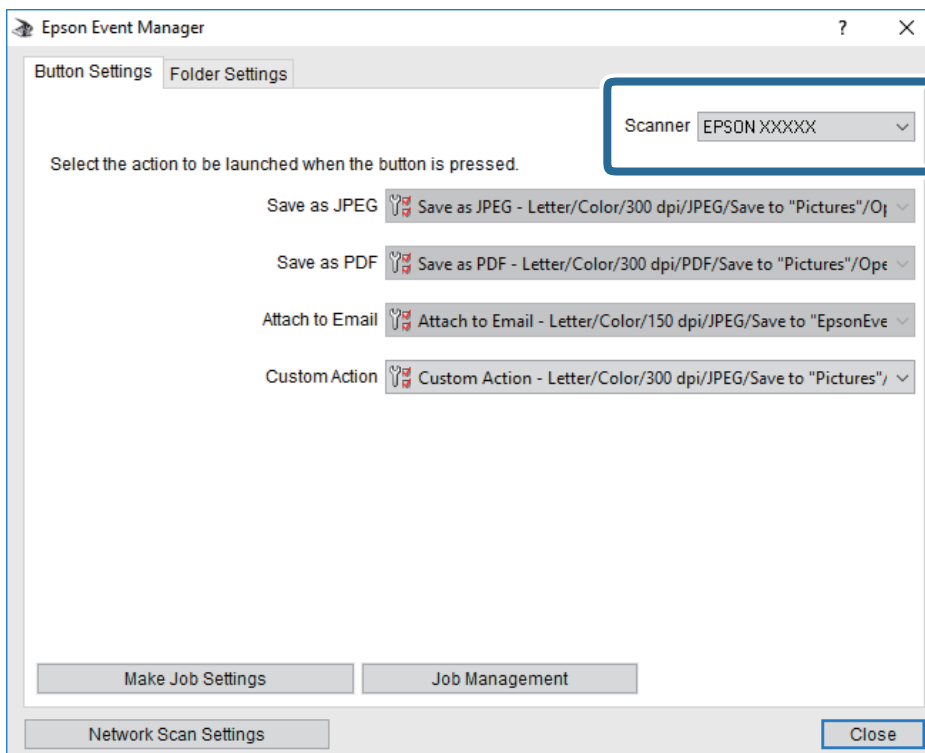 Epson Event Manager
Button Settings Folder Settings
Scanner EPSON XXXXX
Select the action to be launched when the button is pressed.
Save as JPEG Save as JPEG - Letter/Color/300 dpi/JPEG/Save to "Pictures"/Op
Save as PDF Save as PDF - Letter/Color/300 dpi/PDF/Save to "Pictures"/Ope
Attach to Email Attach to Email - Letter/Color/150 dpi/JPEG/Save to "EpsonEve
Custom Action Custom Action - Letter/Color/300 dpi/JPEG/Save to "Pictures"/
Make Job Settings Job Management
Network Scan Settings Close